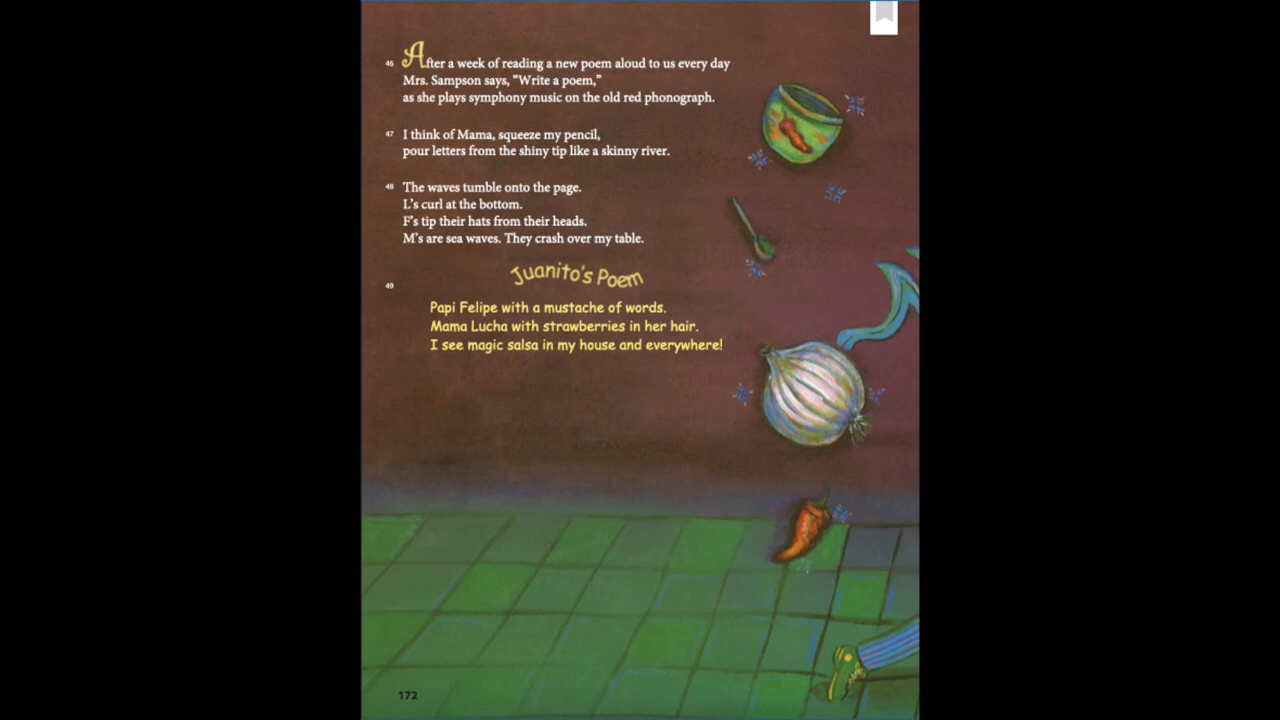 46 After a week of reading a new poem aloud to us every day
Mrs. Sampson says, “Write a poem,”
as she plays symphony music on the old red phonograph.
47 I think of Mama, squeeze my pencil,
pour letters from the shiny tip like a skinny river.
48 The waves tumble onto the page.
L’s curl at the bottom.
F’s tip their hats from their heads.
M’s are sea waves. They crash over my table.
Juanito’s Poem
49
Papi Felipe with a mustache of words.
Mama Lucha with strawberries in her hair.
I see magic salsa in my house and everywhere!
172